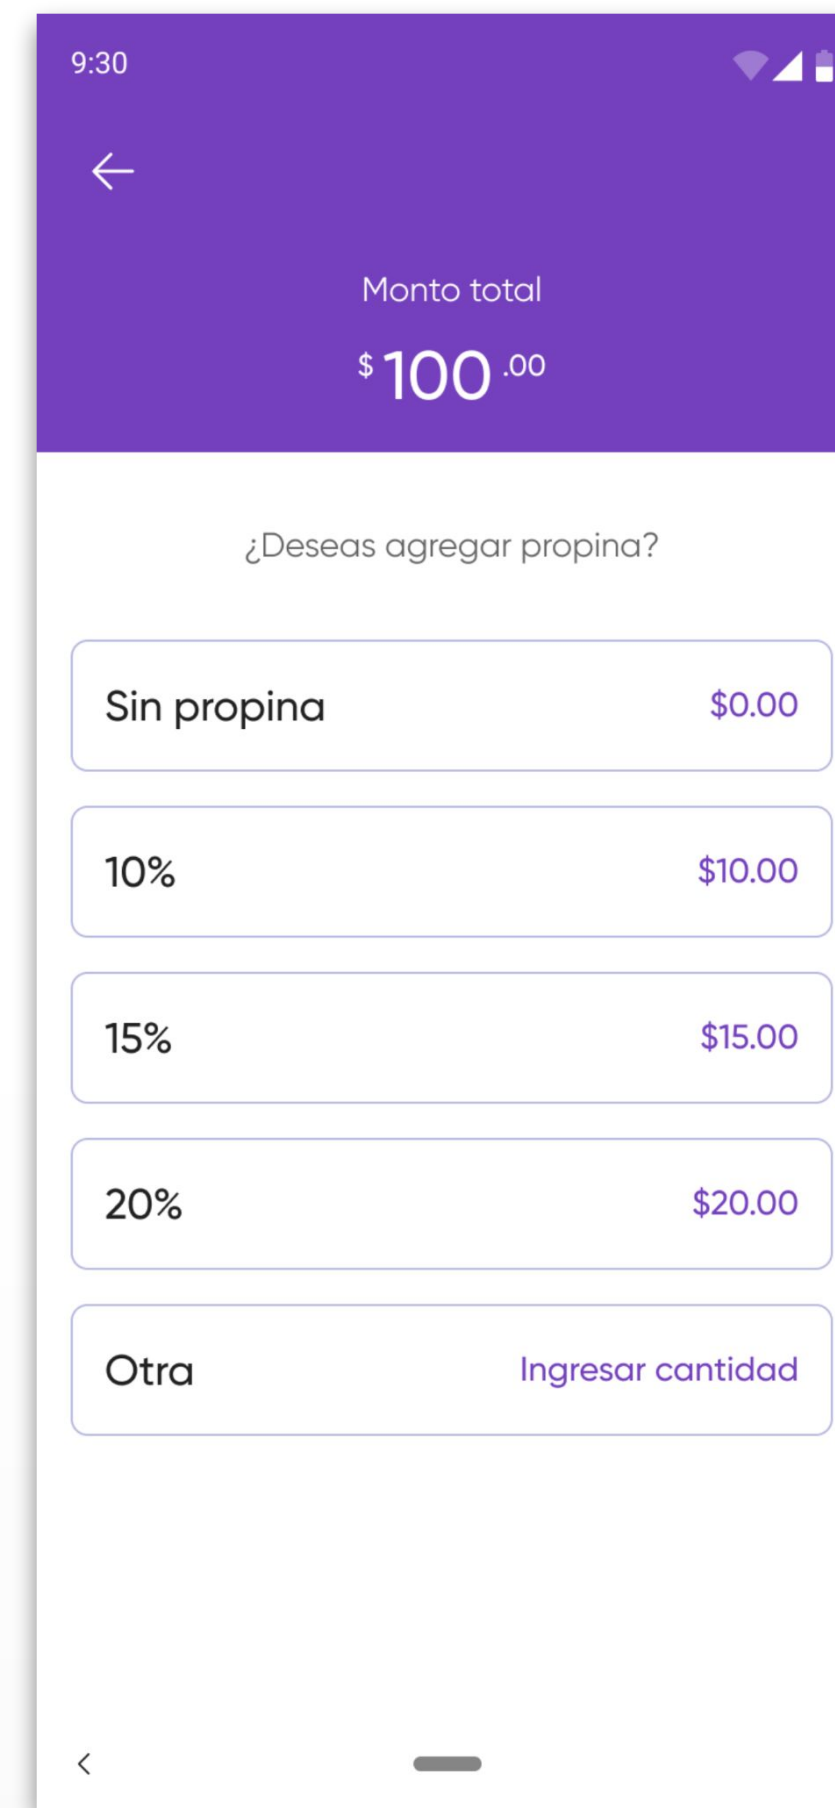 9:30
Monto total
$100.00
¿Deseas agregar propina?
Sin propina $0.00
10% $10.00
15% $15.00
20% $20.00
Otra Ingresar cantidad